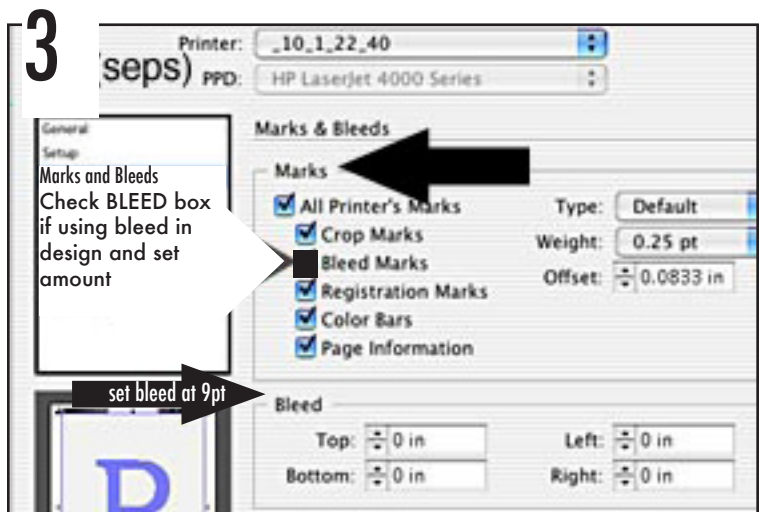 3
(seps)
Printer: _10_1_22_40
PPD: HP LaserJet 4000 Series
General
Setup
Marks and Bleeds
Check BLEED box
if using bleed in
design and set
amount
set bleed at 9pt
Marks & Bleeds
Marks
All Printer's Marks
Crop Marks
Bleed Marks
Registration Marks
Color Bars
Page Information
Type: Default
Weight: 0.25 pt
Offset: 0.0833 in
Bleed
Top: 0 in
Left: 0 in
Bottom: 0 in
Right: 0 in
B